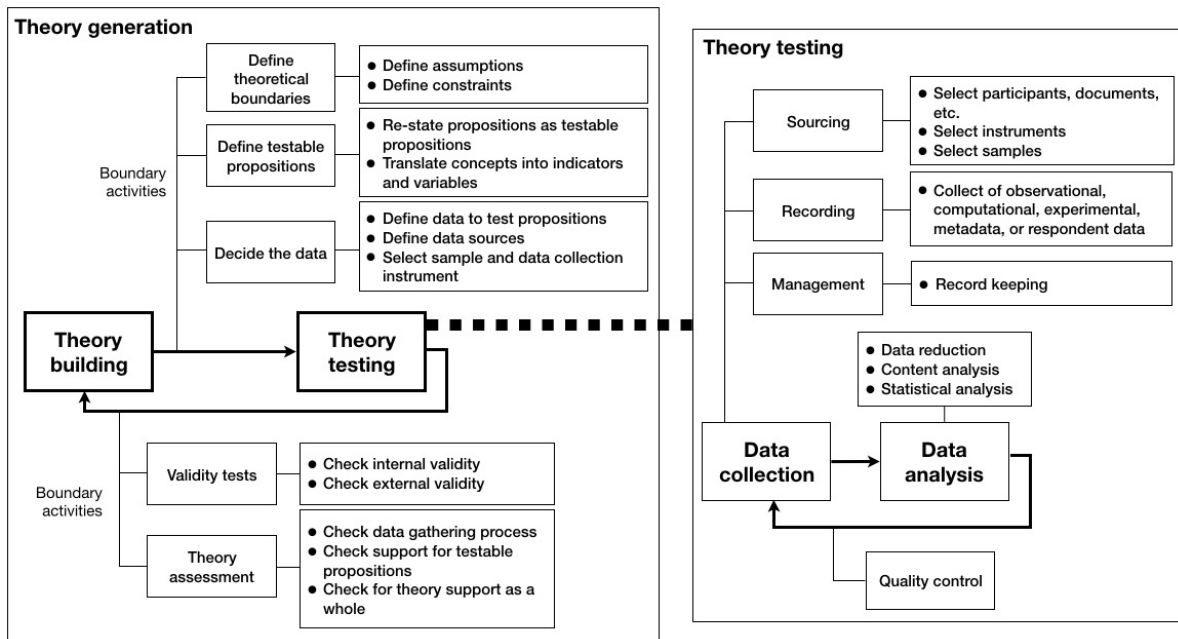 Theory generation
Define
theoretical
boundaries
● Define assumptions
● Define constraints
Boundary
activities
Define testable
propositions
● Re-state propositions as testable
propositions
● Translate concepts into indicators
and variables
Decide the data
● Define data to test propositions
● Define data sources
● Select sample and data collection
instrument
Theory
building
Theory
testing
Boundary
activities
Validity tests
● Check internal validity
● Check external validity
Theory
assessment
● Check data gathering process
● Check support for testable
propositions
● Check for theory support as a
whole
Theory testing
Sourcing
● Select participants, documents,
etc.
● Select instruments
● Select samples
Recording
● Collect of observational,
computational, experimental,
metadata, or respondent data
Management
● Record keeping
● Data reduction
● Content analysis
● Statistical analysis
Data
collection
Data
analysis
Quality control